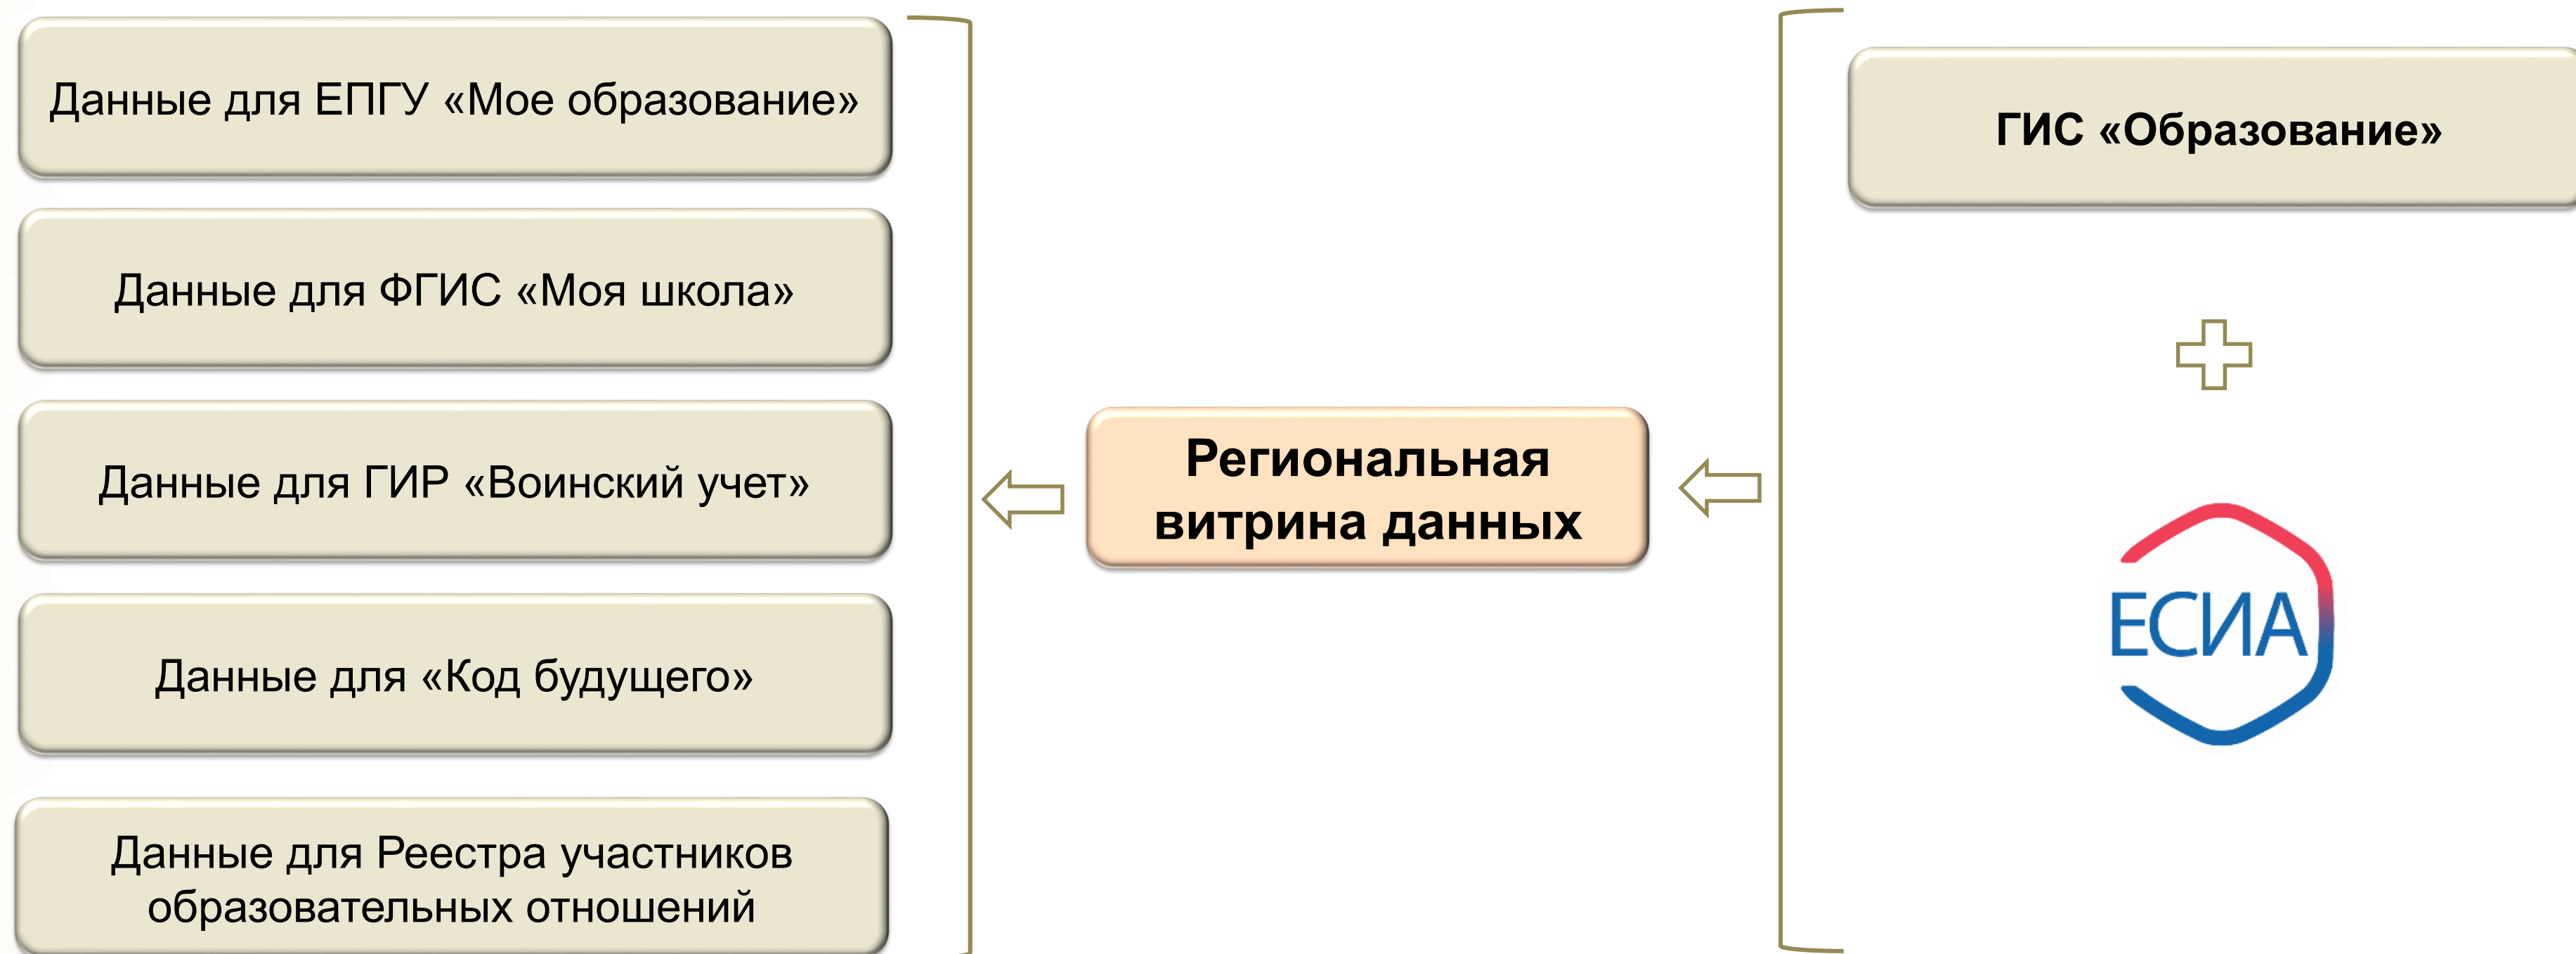 Данные для ЕПГУ «Мое образование»
Данные для ФГИС «Моя школа»
Данные для ГИР «Воинский учет»
Данные для «Код будущего»
Данные для Реестра участников
образовательных отношений
Региональная
витрина данных
ГИС «Образование»
ЕСИА